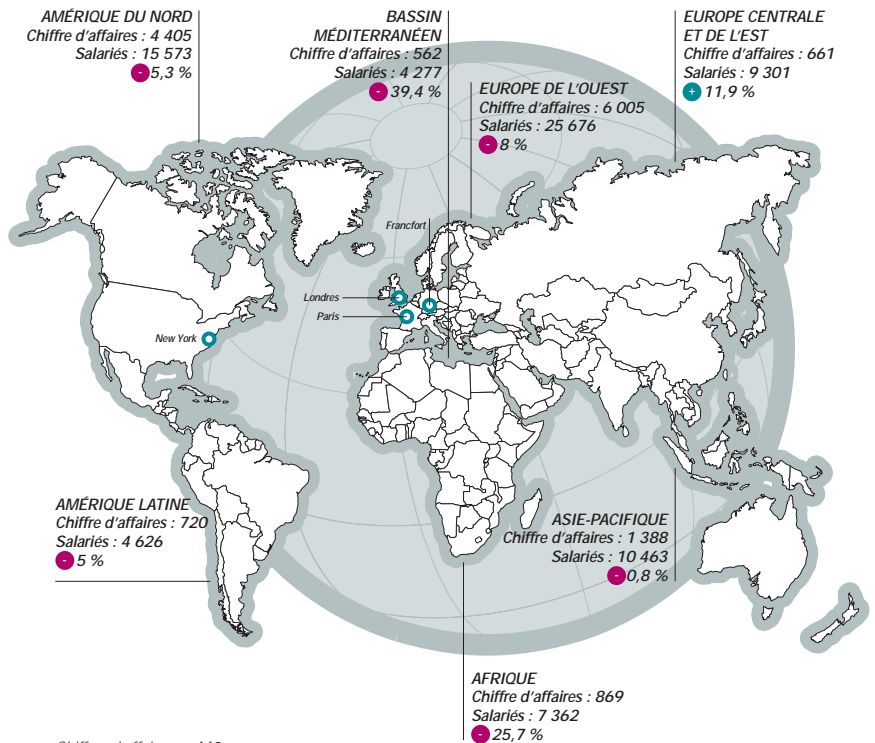 AMÉRIQUE DU NORD
Chiffre d'affaires : 4 405
Salariés : 15 573
- 5,3 %
BASSIN
MÉDITERRANÉEN
Chiffre d'affaires : 562
Salariés : 4 277
- 39,4 %
EUROPE CENTRALE
ET DE L'EST
Chiffre d'affaires : 661
Salariés : 9 301
+ 11,9 %
EUROPE DE L'OUEST
Chiffre d'affaires : 6 005
Salariés : 25 676
- 8 %
Francfort
Londres
Paris
New York
AMÉRIQUE LATINE
Chiffre d'affaires : 720
Salariés : 4 626
- 5 %
ASIE-PACIFIQUE
Chiffre d'affaires : 1 388
Salariés : 10 463
- 0,8 %
AFRIQUE
Chiffre d'affaires : 869
Salariés : 7 362
- 25,7 %